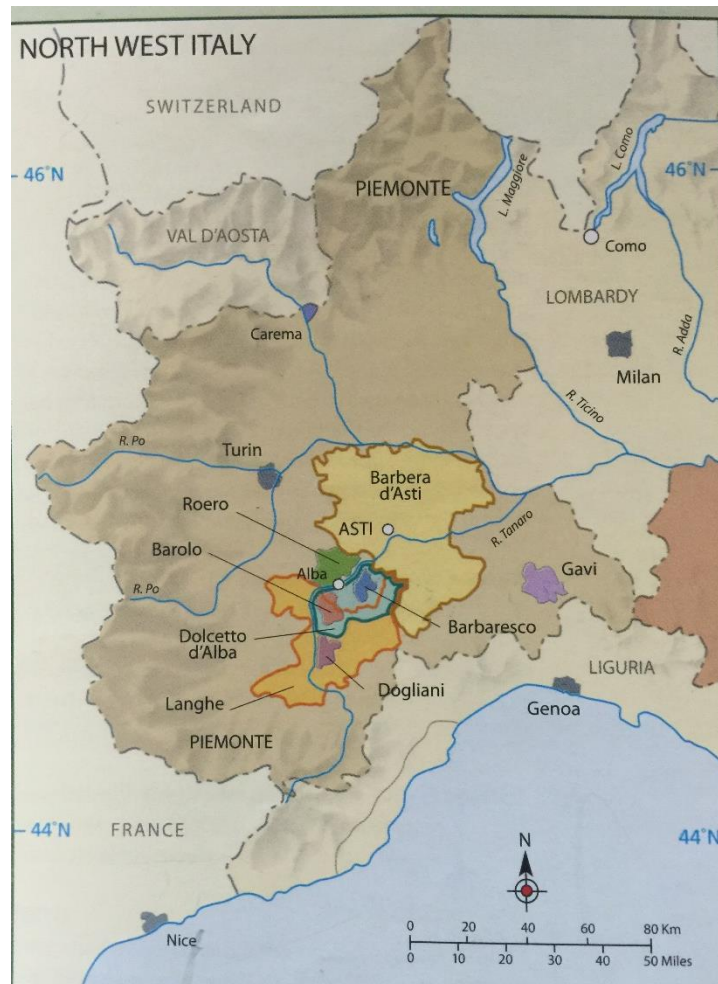 NORTH WEST ITALY
SWITZERLAND
46°N
46°N
L. Maggiore
L. Como
PIEMONTE
Como
VAL D'AOSTA
LOMBARDY
R. Adda
Carema
Milan
R. Ticino
R. Po
Turin
Barbera
d'Asti
Roero
ASTI
R. Tanaro
Barolo
Alba
Gavi
R. Po
Dolcetto
d'Alba
Barbaresco
LIGURIA
Langhe
Dogliani
Genoa
PIEMONTE
44°N
FRANCE
44°N
N
Nice
0 20 40 60 80 Km
0 10 20 30 40 50 Miles